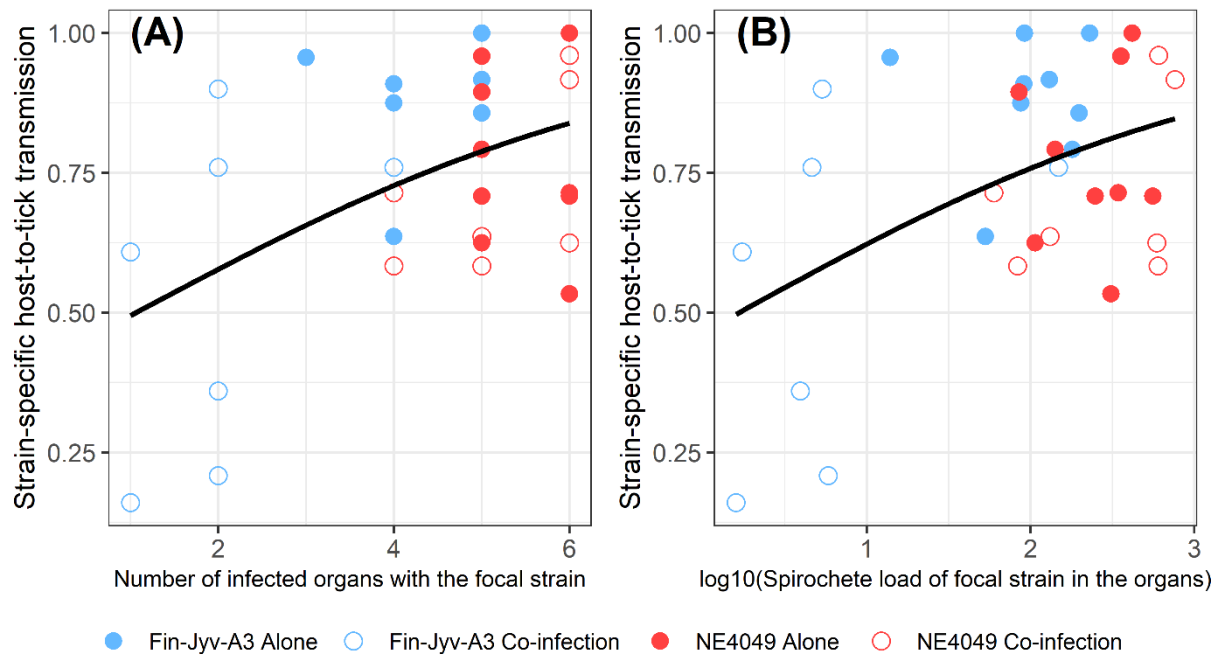 (A)
Strain-specific host-to-tick transmission
1.00
0.75
0.50
0.25
2 4 6
Number of infected organs with the focal strain
(B)
Strain-specific host-to-tick transmission
1.00
0.75
0.50
0.25
1 2 3
log10(Spirochete load of focal strain in the organs)
Fin-Jyv-A3 Alone Fin-Jyv-A3 Co-infection NE4049 Alone NE4049 Co-infection